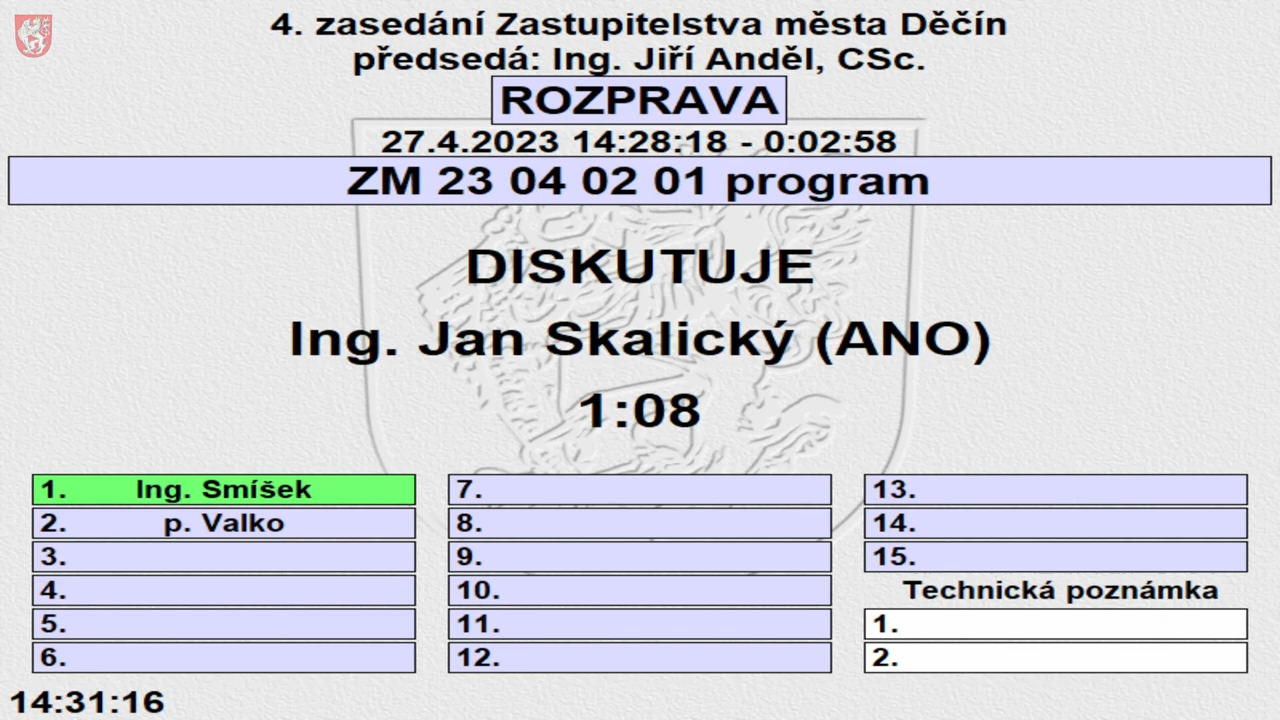 4. zasedání Zastupitelstva města Děčín
předsedá: Ing. Jiří Anděl, CSc.
ROZPRAVA
27.4.2023 14:28:18 - 0:02:58
ZM 23 04 02 01 program
DISKUTUJE
Ing. Jan Skalický (ANO)
1:08
1. Ing. Smíšek
2. p. Valko
3.
4.
5.
6.
7.
8.
9.
10.
11.
12.
13.
14.
15.
Technická poznámka
1.
2.
14:31:16